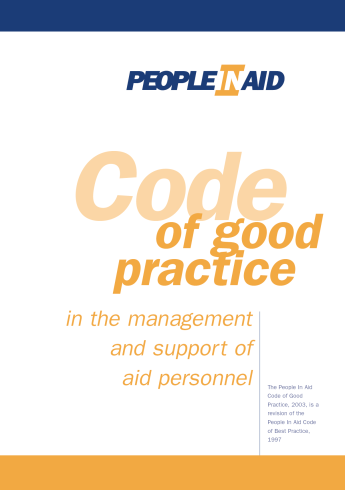 PEOPLE IN AID
Code
of good
practice
in the management
and support of
aid personnel
The People In Aid
Code of Good
Practice, 2003, is a
revision of the
People In Aid Code
of Best Practice,
1997